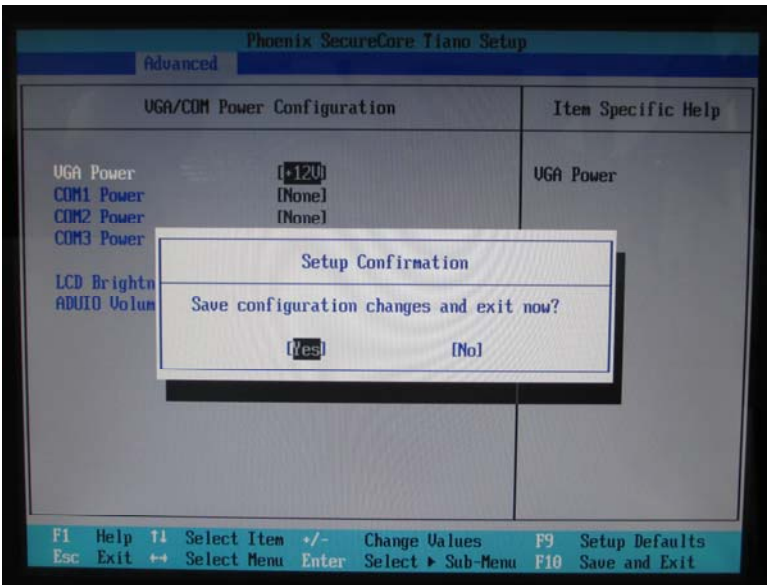 Phoenix SecureCore Tiano Setup
Advanced
VGA/COM Power Configuration
Item Specific Help
VGA Power [+12V]
VGA Power
COM1 Power [None]
COM2 Power [None]
COM3 Power
Setup Confirmation
LCD Brightn
Save configuration changes and exit now?
ADUIO Volum
[Yes] [No]
F1 Help ↑↓ Select Item +/- Change Values F9 Setup Defaults
Esc Exit ↔ Select Menu Enter Select ▶ Sub-Menu F10 Save and Exit